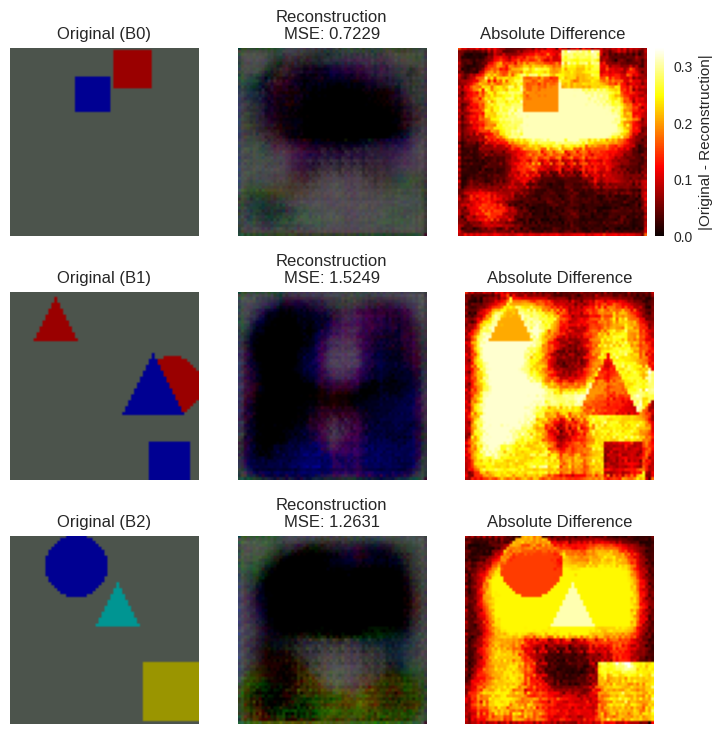 Original (B0)
Reconstruction
MSE: 0.7229
Absolute Difference
0.3
0.2
0.1
0.0
|Original - Reconstruction|
Original (B1)
Reconstruction
MSE: 1.5249
Absolute Difference
Original (B2)
Reconstruction
MSE: 1.2631
Absolute Difference